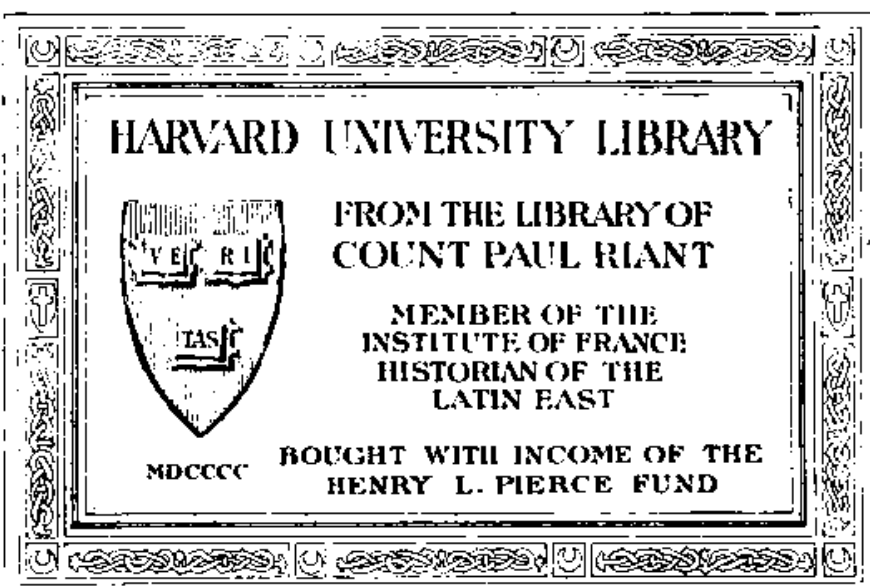 HARVARD UNIVERSITY LIBRARY
VE RI
TAS
FROM THE LIBRARY OF
COUNT PAUL RIANT
MEMBER OF THE
INSTITUTE OF FRANCE
HISTORIAN OF THE
LATIN EAST
MDCCCC
BOUGHT WITH INCOME OF THE
HENRY L. PIERCE FUND